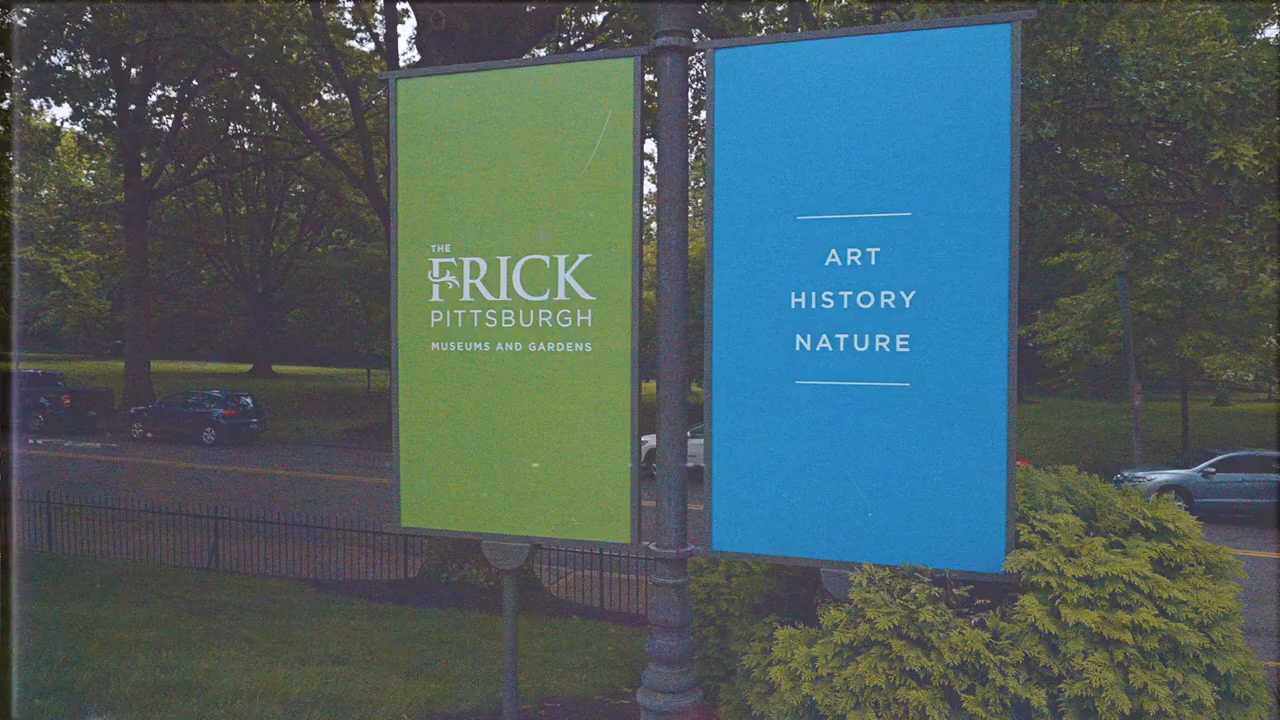 THE
FRICK
PITTSBURGH
MUSEUMS AND GARDENS
ART
HISTORY
NATURE